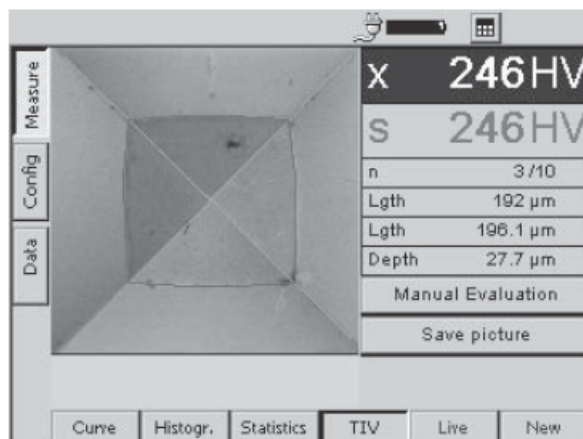 Measure
Config
Data
x 246HV
s 246HV
n 3/10
Lgth 192 µm
Lgth 196.1 µm
Depth 27.7 µm
Manual Evaluation
Save picture
Curve Histogr. Statistics TIV Live New